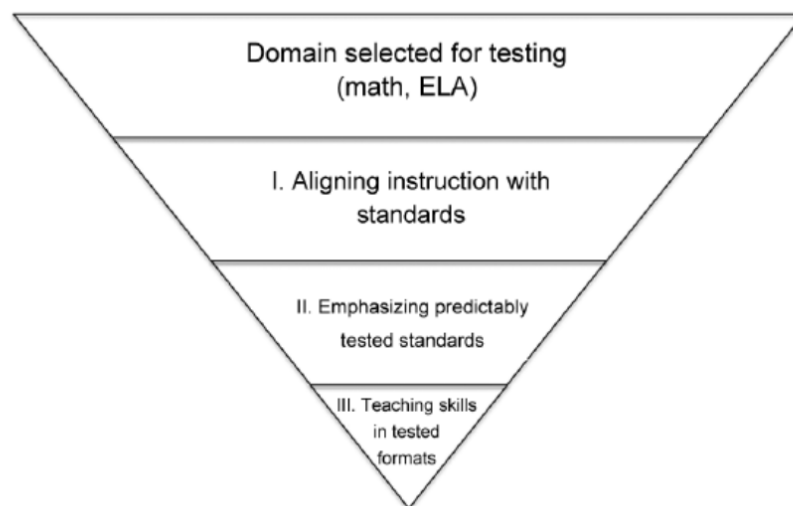 Domain selected for testing
(math, ELA)
I. Aligning instruction with
standards
II. Emphasizing predictably
tested standards
III. Teaching skills
in tested
formats